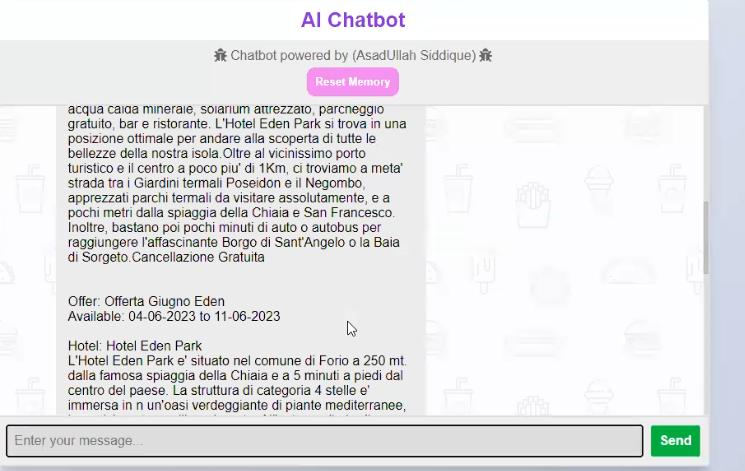 AI Chatbot
Chatbot powered by (AsadUllah Siddique)
Reset Memory
acqua calda minerale, solarium attrezzato, parcheggio
gratuito, bar e ristorante. L'Hotel Eden Park si trova in una
posizione ottimale per andare alla scoperta di tutte le
bellezze della nostra isola.Oltre al vicinissimo porto
turistico e il centro a poco piu' di 1Km, ci troviamo a meta'
strada tra i Giardini termali Poseidon e il Negombo,
apprezzati parchi termali da visitare assolutamente, e a
pochi metri dalla spiaggia della Chiaia e San Francesco.
Inoltre, bastano poi pochi minuti di auto o autobus per
raggiungere l'affascinante Borgo di Sant'Angelo o la Baia
di Sorgeto.Cancellazione Gratuita
Offer: Offerta Giugno Eden
Available: 04-06-2023 to 11-06-2023
Hotel: Hotel Eden Park
L'Hotel Eden Park e' situato nel comune di Forio a 250 mt.
dalla famosa spiaggia della Chiaia e a 5 minuti a piedi dal
centro del paese. La struttura di categoria 4 stelle e'
immersa in n un'oasi verdeggiante di piante mediterranee,
Enter your message...
Send